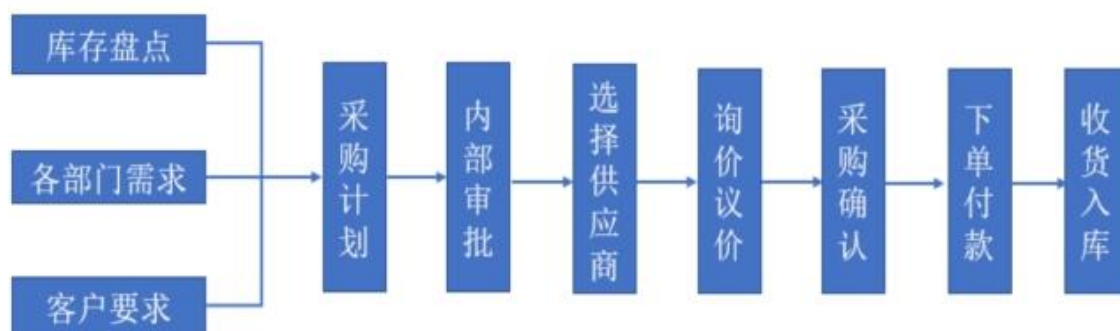 库存盘点
各部门需求
客户要求
采购计划
内部审批
选择供应商
询价议价
采购确认
下单付款
收货入库